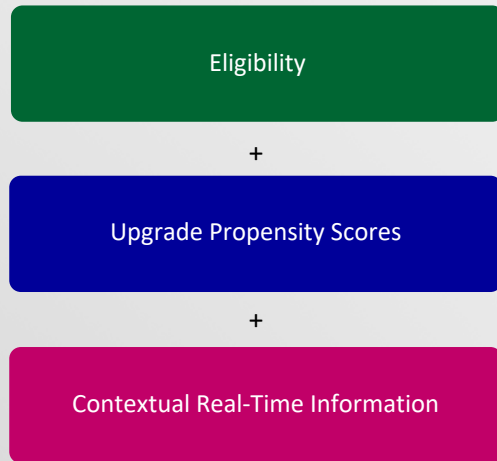 Eligibility
+
Upgrade Propensity Scores
+
Contextual Real-Time Information